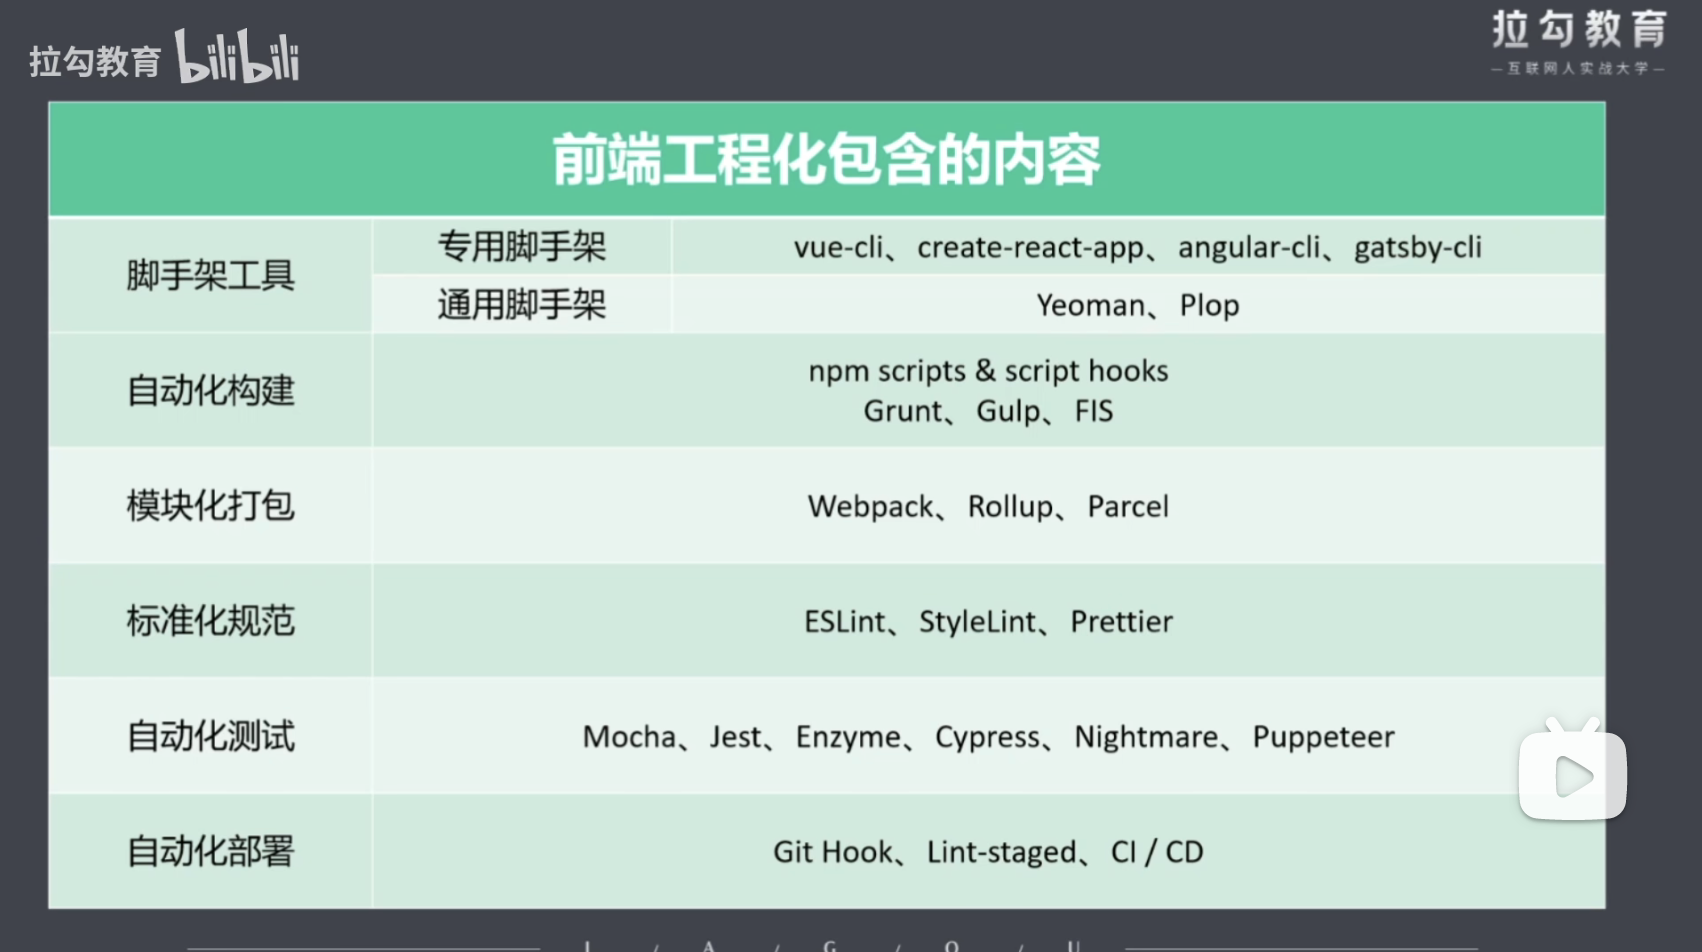 拉勾教育 bilibili
拉勾教育
—互联网人实战大学—
前端工程化包含的内容
脚手架工具
专用脚手架
vue-cli、create-react-app、angular-cli、gatsby-cli
通用脚手架
Yeoman、Plop
自动化构建
npm scripts & script hooks
Grunt、Gulp、FIS
模块化打包
Webpack、Rollup、Parcel
标准化规范
ESLint、StyleLint、Prettier
自动化测试
Mocha、Jest、Enzyme、Cypress、Nightmare、Puppeteer
自动化部署
Git Hook、Lint-staged、CI / CD
L / A / G / O / U